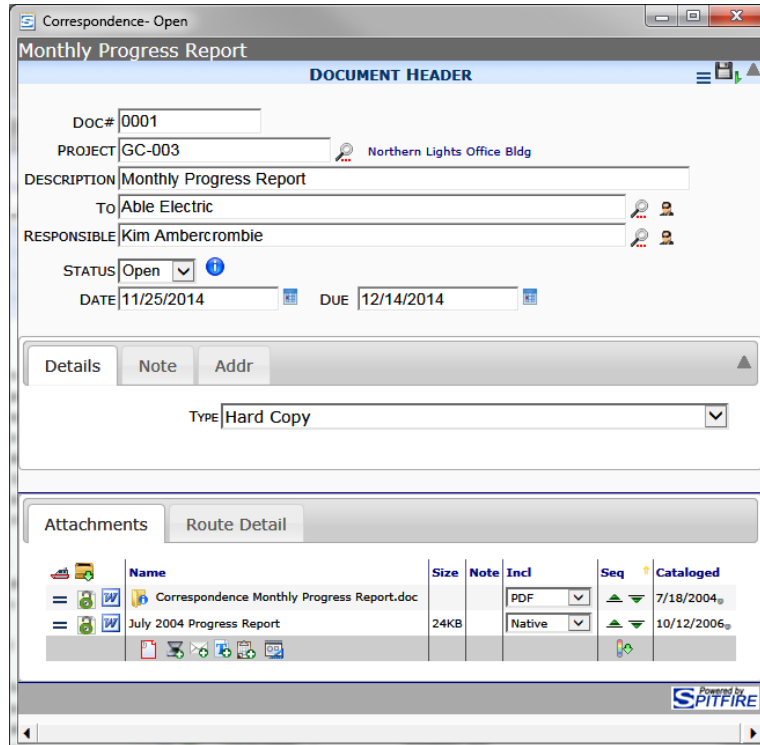 Correspondence- Open
Monthly Progress Report
DOCUMENT HEADER
DOC# 0001
PROJECT GC-003 Northern Lights Office Bldg
DESCRIPTION Monthly Progress Report
TO Able Electric
RESPONSIBLE Kim Ambercrombie
STATUS Open
DATE 11/25/2014 DUE 12/14/2014
Details Note Addr
TYPE Hard Copy
Attachments Route Detail
Name Size Note Incl Seq Cataloged
Correspondence Monthly Progress Report.doc PDF 7/18/2004
July 2004 Progress Report 24KB Native 10/12/2006
Powered by
SPITFIRE